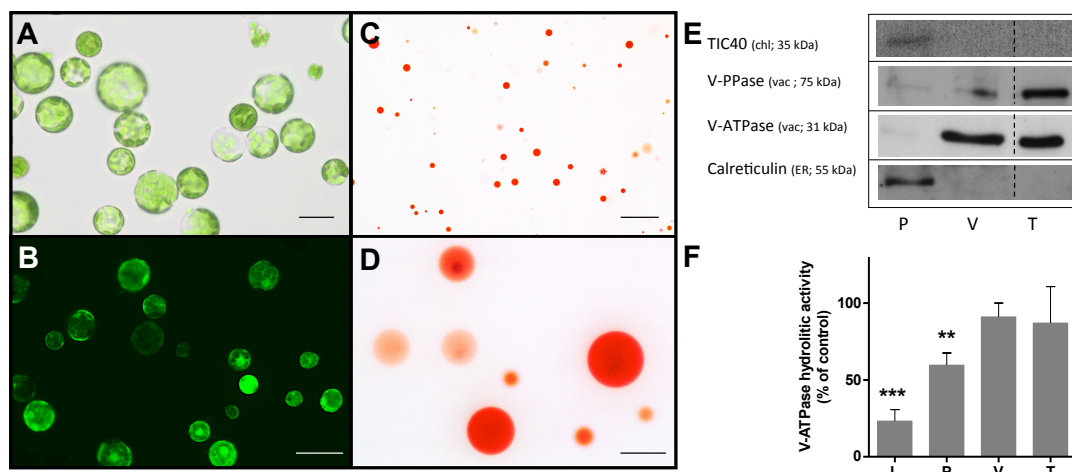 A
B
C
D
E
TIC40 (chl; 35 kDa)
V-PPase (vac ; 75 kDa)
V-ATPase (vac; 31 kDa)
Calreticulin (ER; 55 kDa)
P V T
F
V-ATPase hydrolitic activity
(% of control)
100
50
0
***
**
P V T